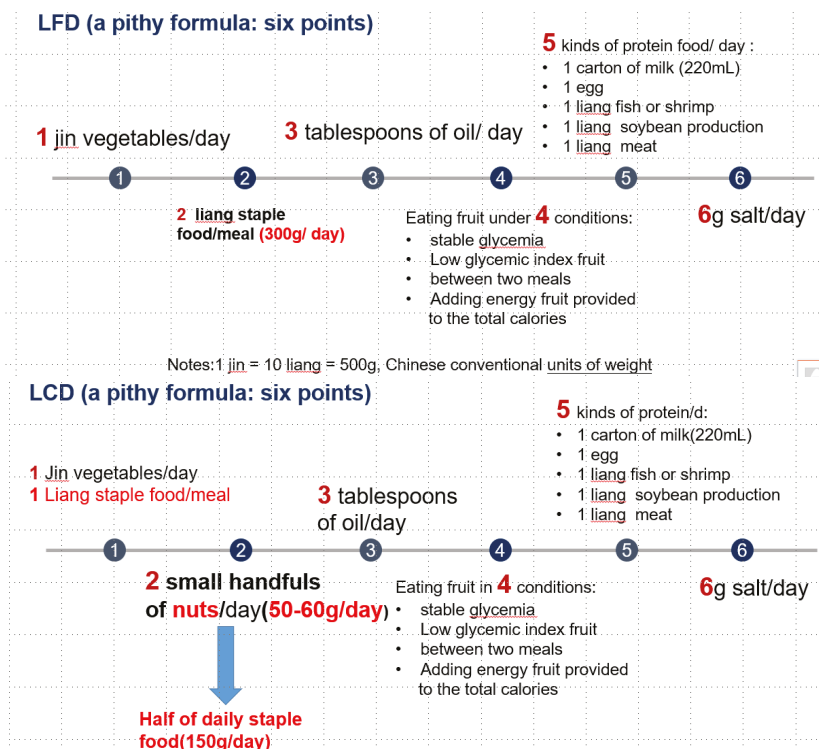 LFD (a pithy formula: six points)
5 kinds of protein food/ day :
• 1 carton of milk (220mL)
• 1 egg
• 1 liang fish or shrimp
• 1 liang soybean production
• 1 liang meat
1 jin vegetables/day
3 tablespoons of oil/ day
1
2
3
4
5
6
2 liang staple
food/meal (300g/ day)
Eating fruit under 4 conditions:
• stable glycemia
• Low glycemic index fruit
• between two meals
• Adding energy fruit provided
to the total calories
6g salt/day
Notes:1 jin = 10 liang = 500g, Chinese conventional units of weight
LCD (a pithy formula: six points)
5 kinds of protein/d:
• 1 carton of milk(220mL)
• 1 egg
• 1 liang fish or shrimp
• 1 liang soybean production
• 1 liang meat
1 Jin vegetables/day
1 Liang staple food/meal
3 tablespoons
of oil/day
1
2
3
4
5
6
2 small handfuls
of nuts/day(50-60g/day)
Eating fruit in 4 conditions:
• stable glycemia
• Low glycemic index fruit
• between two meals
• Adding energy fruit provided
to the total calories
6g salt/day
Half of daily staple
food(150g/day)